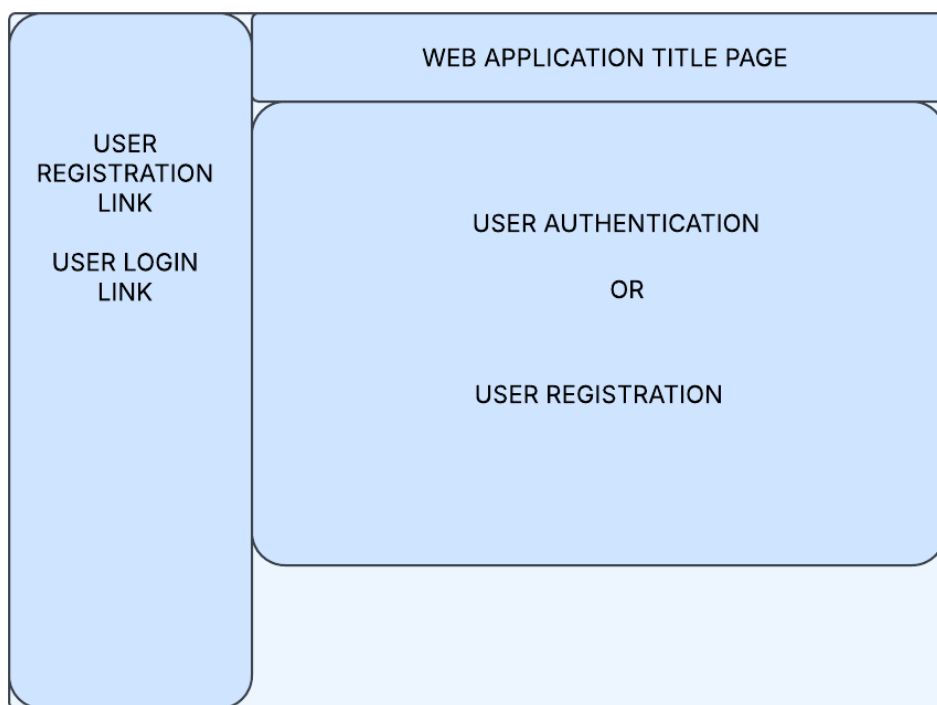 WEB APPLICATION TITLE PAGE
USER
REGISTRATION
LINK
USER LOGIN
LINK
USER AUTHENTICATION
OR
USER REGISTRATION